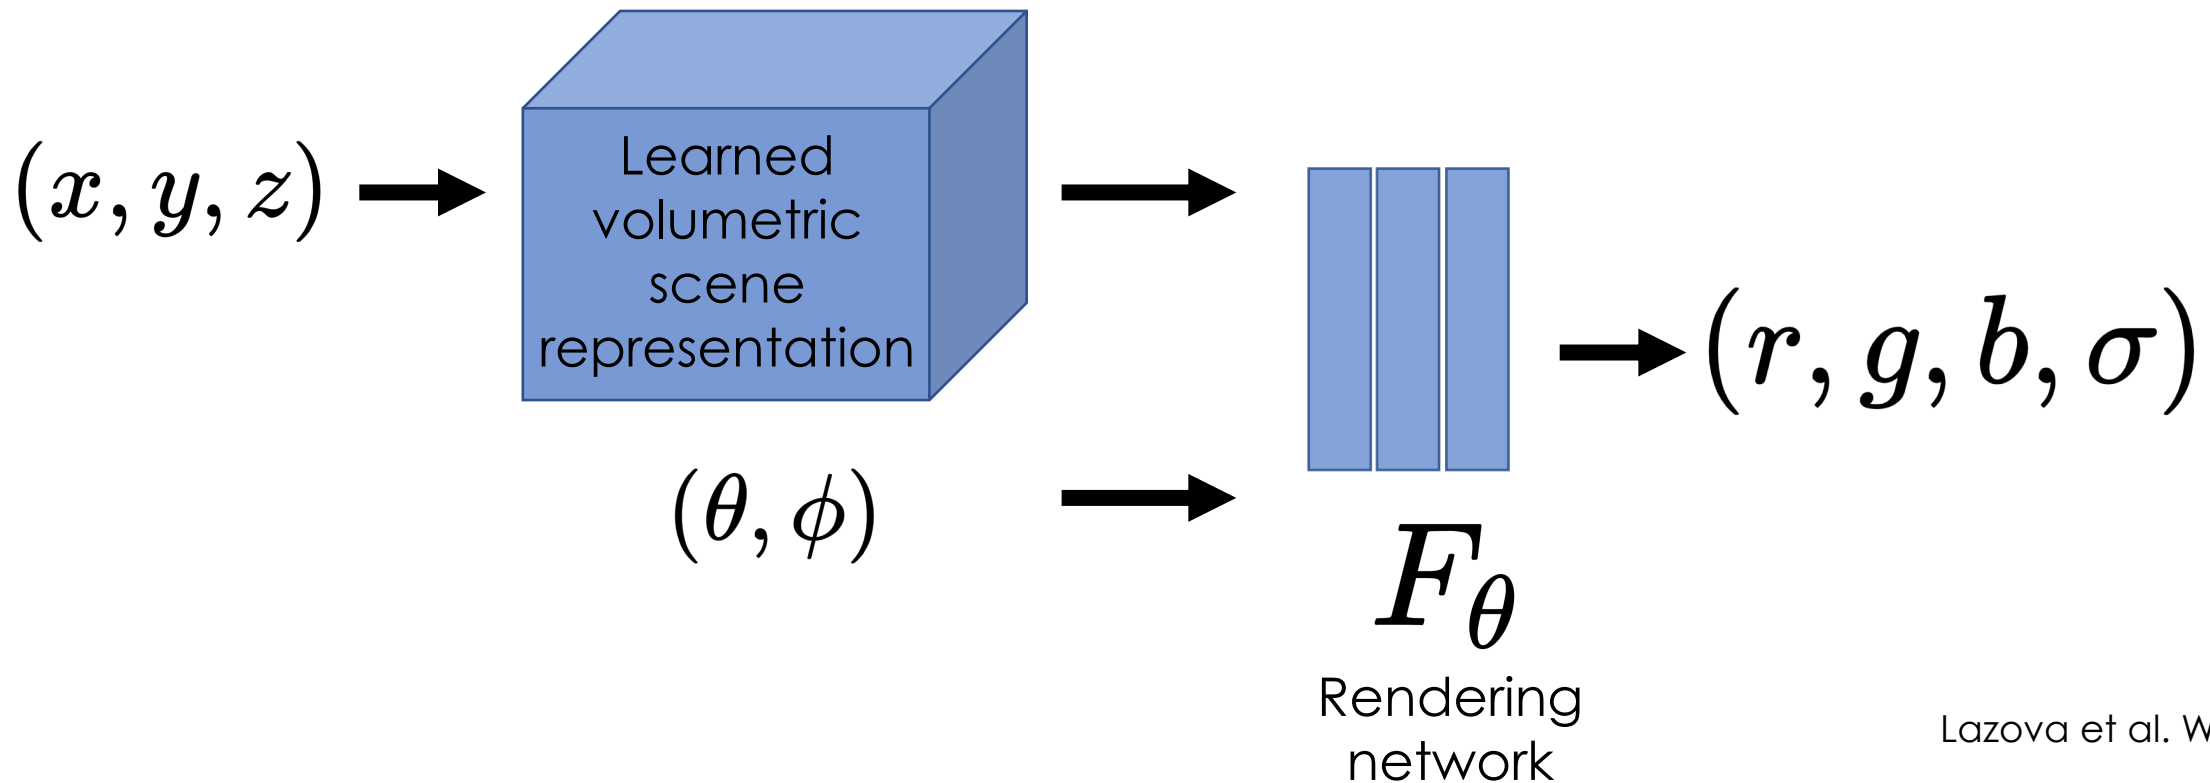 (x, y, z)
Learned
volumetric
scene
representation
(θ, ϕ)
F_θ
Rendering
network
(r, g, b, σ)
Lazova et al. W